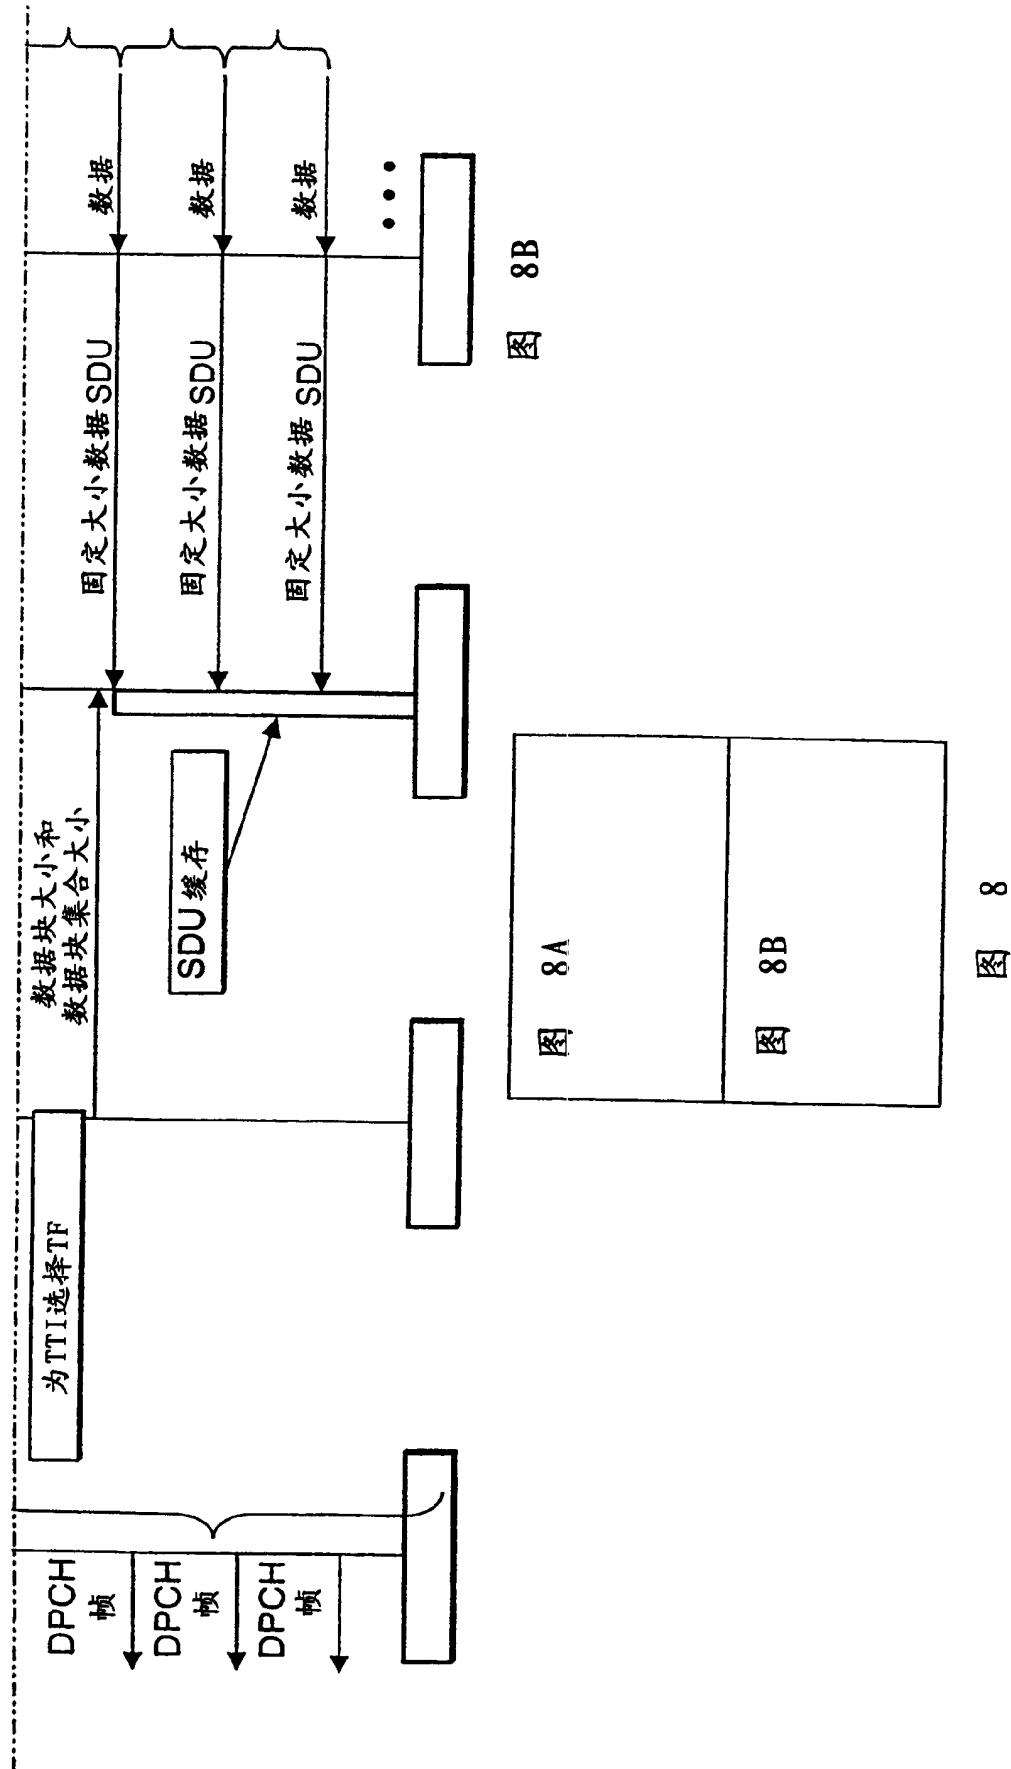 DPCH
帧
DPCH
帧
DPCH
帧
为TTI选择TF
数据块大小和
数据块集合大小
SDU缓存
固定大小数据SDU
固定大小数据SDU
固定大小数据SDU
数据
数据
数据
图 8B
图 8A
图 8B
图 8